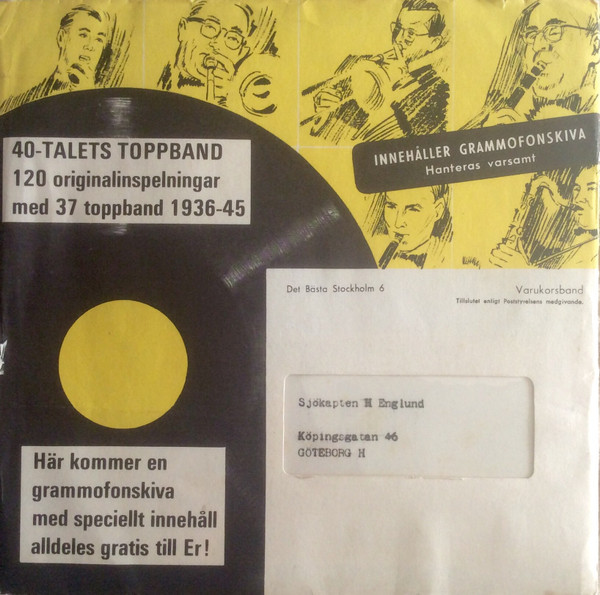 40-TALETS TOPPBAND
120 originalinspelningar
med 37 toppband 1936-45
INNEHÅLLER GRAMMOFONSKIVA
Hanteras varsamt
Det Bästa Stockholm 6
Varukorsband
Tillslutet enligt Poststyrelsens medgivande.
Sjökapten H Englund
Köpingsgatan 46
GÖTEBORG H
Här kommer en
grammofonskiva
med speciellt innehåll
alldeles gratis till Er!